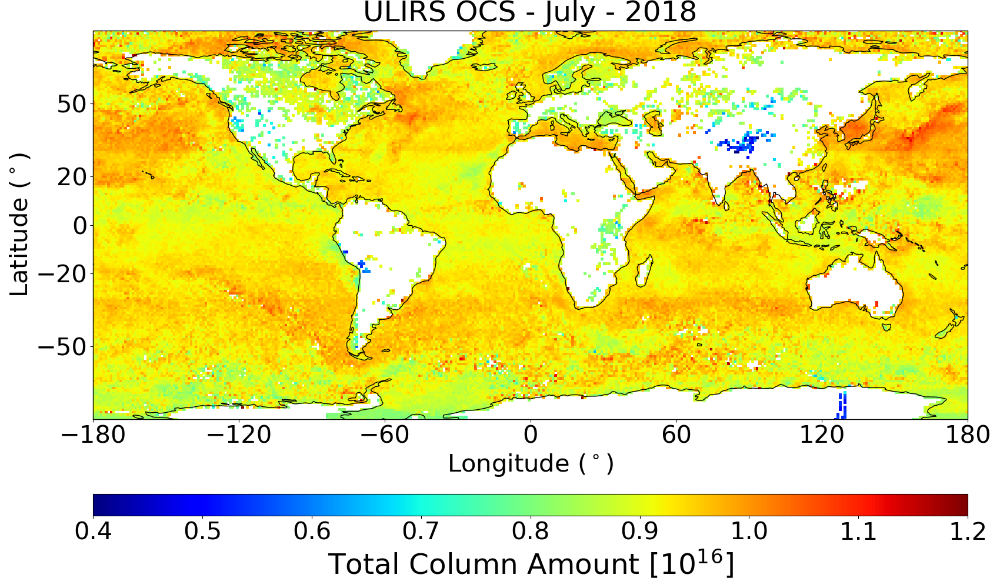 ULIRS OCS - July - 2018
Latitude (°)
50
20
0
−20
−50
−180 −120 −60 0 60 120 180
Longitude (°)
0.4 0.5 0.6 0.7 0.8 0.9 1.0 1.1 1.2
Total Column Amount [10¹⁶]